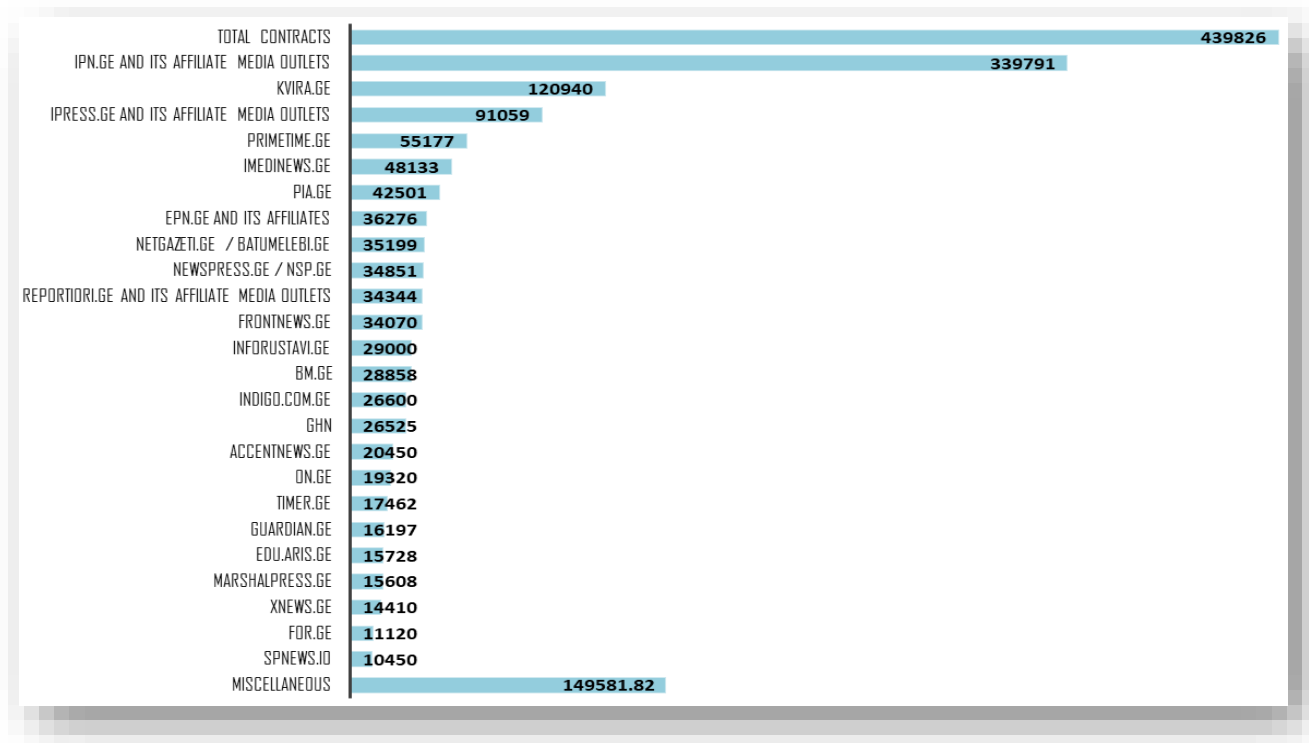 TOTAL CONTRACTS 439826
IPN.GE AND ITS AFFILIATE MEDIA OUTLETS 339791
KVIRA.GE 120940
IPRESS.GE AND ITS AFFILIATE MEDIA OUTLETS 91059
PRIMETIME.GE 55177
IMEDINEWS.GE 48133
PIA.GE 42501
EPN.GE AND ITS AFFILIATES 36276
NETGAZETI.GE / BATUMELEBI.GE 35199
NEWSPRESS.GE / NSP.GE 34851
REPORTIORI.GE AND ITS AFFILIATE MEDIA OUTLETS 34344
FRONTNEWS.GE 34070
INFORUSTAVI.GE 29000
BM.GE 28858
INDIGO.COM.GE 26600
GHN 26525
ACCENTNEWS.GE 20450
ON.GE 19320
TIMER.GE 17462
GUARDIAN.GE 16197
EDU.ARIS.GE 15728
MARSHALPRESS.GE 15608
XNEWS.GE 14410
FOR.GE 11120
SPNEWS.IO 10450
MISCELLANEOUS 149581.82